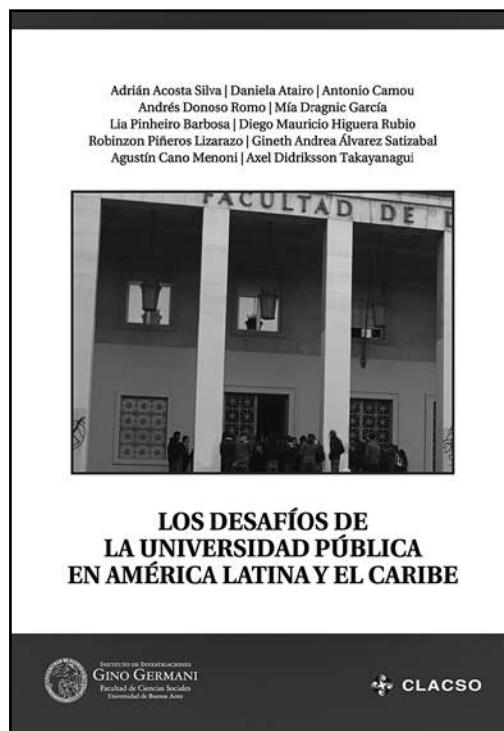 Adrián Acosta Silva | Daniela Atairo | Antonio Camou
Andrés Donoso Romo | Mía Dragnic García
Lia Pinheiro Barbosa | Diego Mauricio Higuera Rubio
Robinzon Piñeros Lizarazo | Gineth Andrea Álvarez Satizabal
Agustín Cano Menoni | Axel Didriksson Takayanagui
FACULTAD DE D
LOS DESAFÍOS DE
LA UNIVERSIDAD PÚBLICA
EN AMÉRICA LATINA Y EL CARIBE
INSTITUTO DE INVESTIGACIONES
GINO GERMANI
Facultad de Ciencias Sociales
Universidad de Buenos Aires
CLACSO